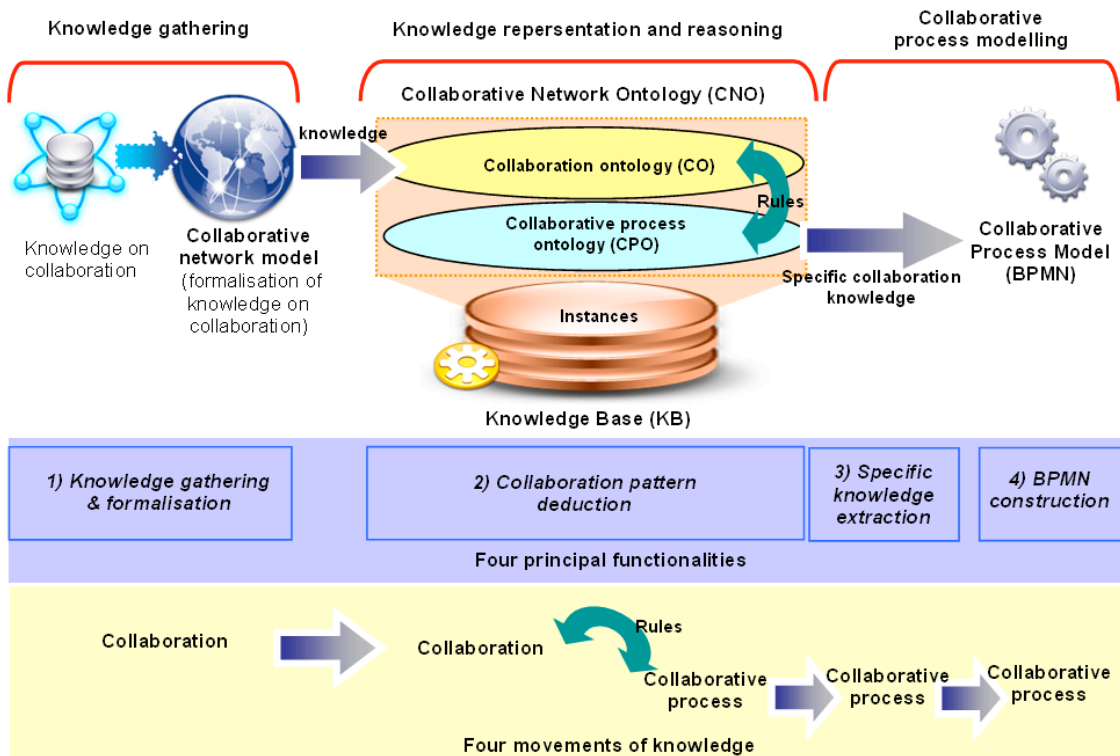 Knowledge gathering
Knowledge repersentation and reasoning
Collaborative
process modelling
Collaborative Network Ontology (CNO)
knowledge
Collaboration ontology (CO)
Rules
Collaborative process
ontology (CPO)
Knowledge on
collaboration
Collaborative
network model
(formalisation of
knowledge on
collaboration)
Specific collaboration
knowledge
Collaborative
Process Model
(BPMN)
Instances
Knowledge Base (KB)
1) Knowledge gathering
& formalisation
2) Collaboration pattern
deduction
3) Specific
knowledge
extraction
4) BPMN
construction
Four principal functionalities
Collaboration
Collaboration
Rules
Collaborative
process
Collaborative
process
Collaborative
process
Four movements of knowledge